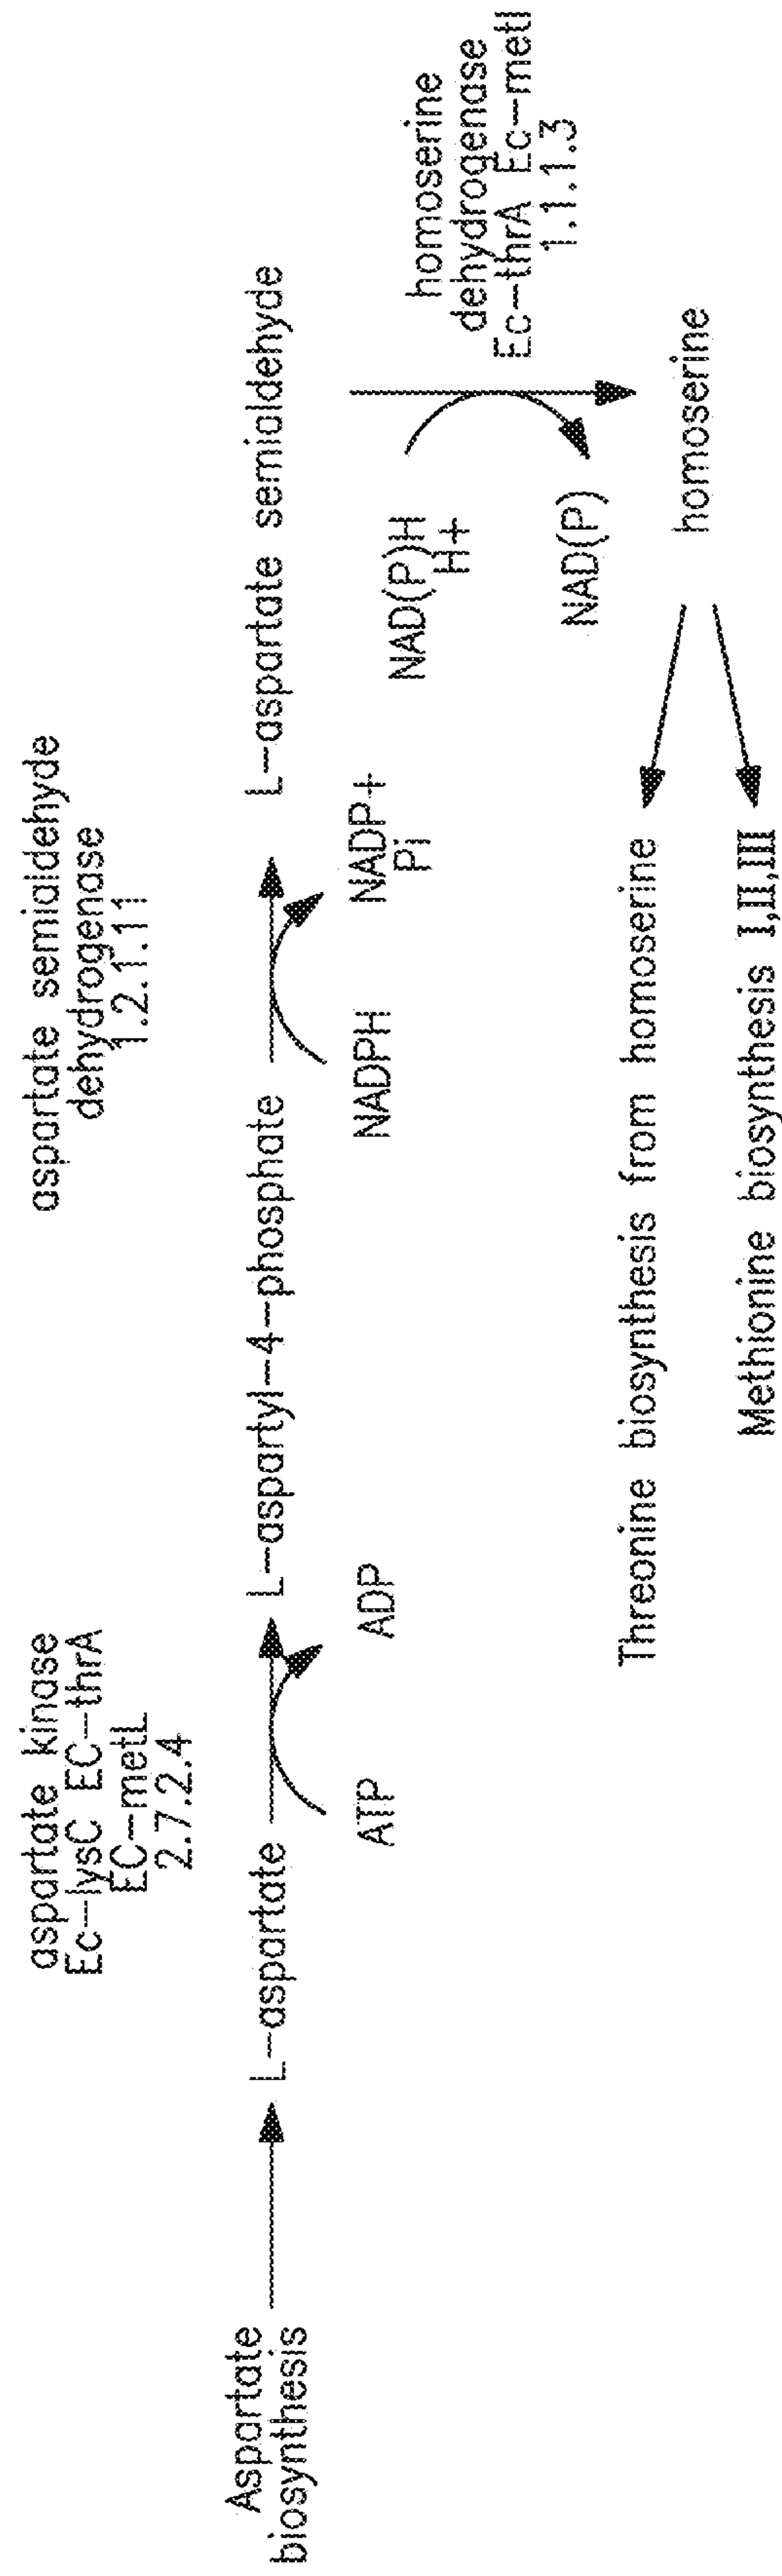 Aspartate
biosynthesis
aspartate kinase
Ec-lysC EC-thrA
EC-metL
2.7.2.4
L-aspartate
ATP
ADP
L-aspartyl-4-phosphate
aspartate semialdehyde
dehydrogenase
1.2.1.11
NADPH
NADP+
Pi
L-aspartate semialdehyde
homoserine
dehydrogenase
Ec-thrA Ec-metl
1.1.1.3
NAD(P)H
H+
NAD(P)
homoserine
Threonine biosynthesis from homoserine
Methionine biosynthesis I,II,III